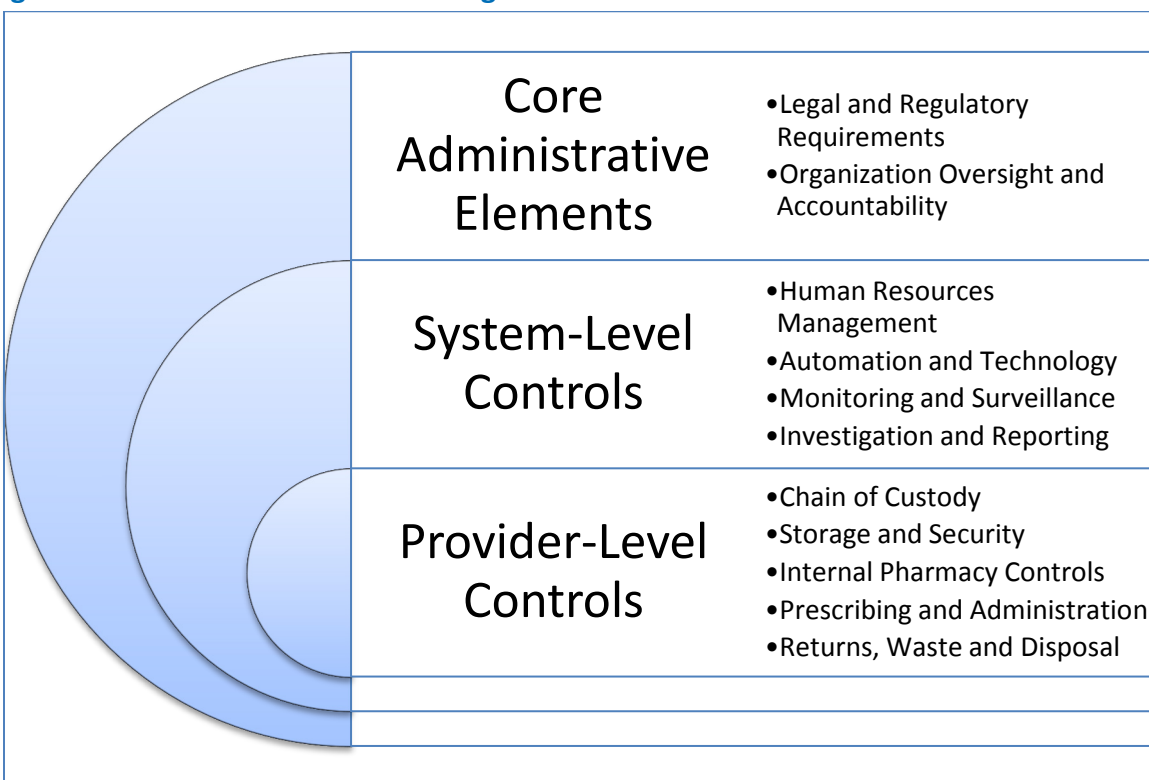 Core
Administrative
Elements
•Legal and Regulatory
Requirements
•Organization Oversight and
Accountability
System-Level
Controls
•Human Resources
Management
•Automation and Technology
•Monitoring and Surveillance
•Investigation and Reporting
Provider-Level
Controls
•Chain of Custody
•Storage and Security
•Internal Pharmacy Controls
•Prescribing and Administration
•Returns, Waste and Disposal